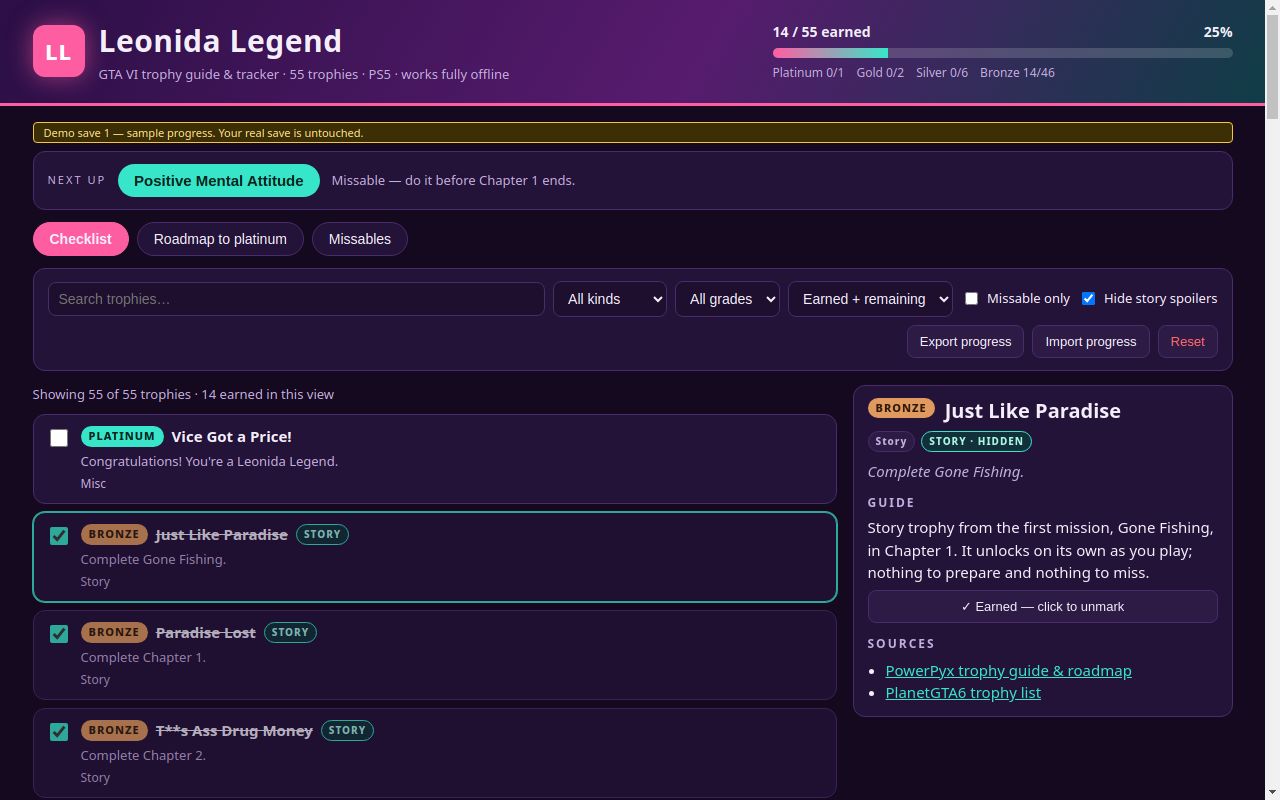 LL
Leonida Legend
GTA VI trophy guide & tracker · 55 trophies · PS5 · works fully offline
14 / 55 earned 25%
Platinum 0/1 Gold 0/2 Silver 0/6 Bronze 14/46
Demo save 1 — sample progress. Your real save is untouched.
NEXT UP Positive Mental Attitude Missable — do it before Chapter 1 ends.
Checklist Roadmap to platinum Missables
Search trophies… All kinds All grades Earned + remaining Missable only Hide story spoilers
Export progress Import progress Reset
Showing 55 of 55 trophies · 14 earned in this view
PLATINUM Vice Got a Price!
Congratulations! You're a Leonida Legend.
Misc
BRONZE Just Like Paradise STORY
Complete Gone Fishing.
Story
BRONZE Paradise Lost STORY
Complete Chapter 1.
Story
BRONZE T**s Ass Drug Money STORY
Complete Chapter 2.
Story
BRONZE Just Like Paradise
Story STORY · HIDDEN
Complete Gone Fishing.
GUIDE
Story trophy from the first mission, Gone Fishing,
in Chapter 1. It unlocks on its own as you play;
nothing to prepare and nothing to miss.
✓ Earned — click to unmark
SOURCES
PowerPyx trophy guide & roadmap
PlanetGTA6 trophy list